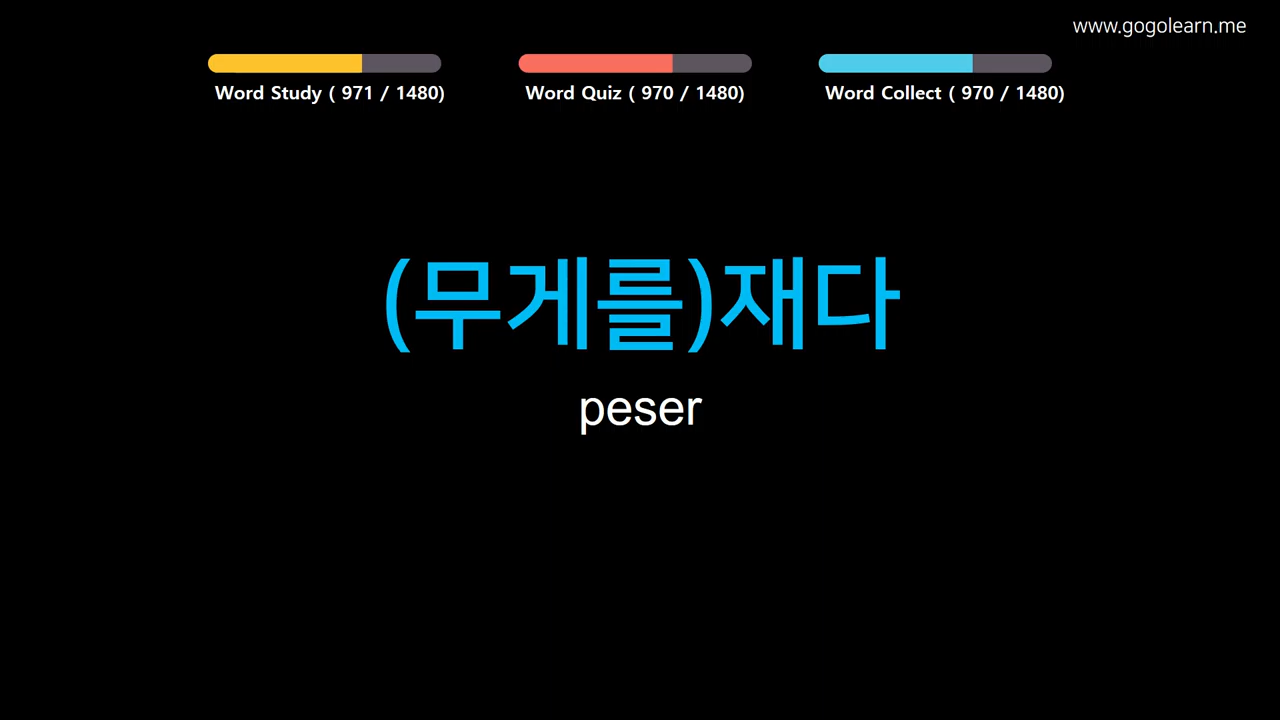 www.gogolearn.me
Word Study ( 971 / 1480)
Word Quiz ( 970 / 1480)
Word Collect ( 970 / 1480)
(무게를)재다
peser